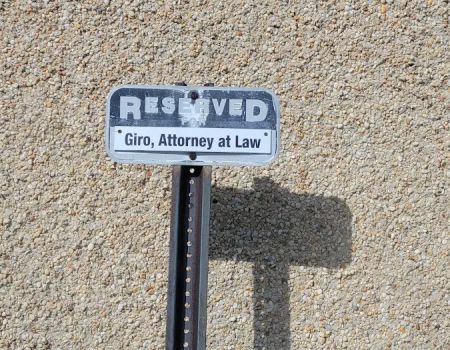 RESERVED
Giro, Attorney at Law